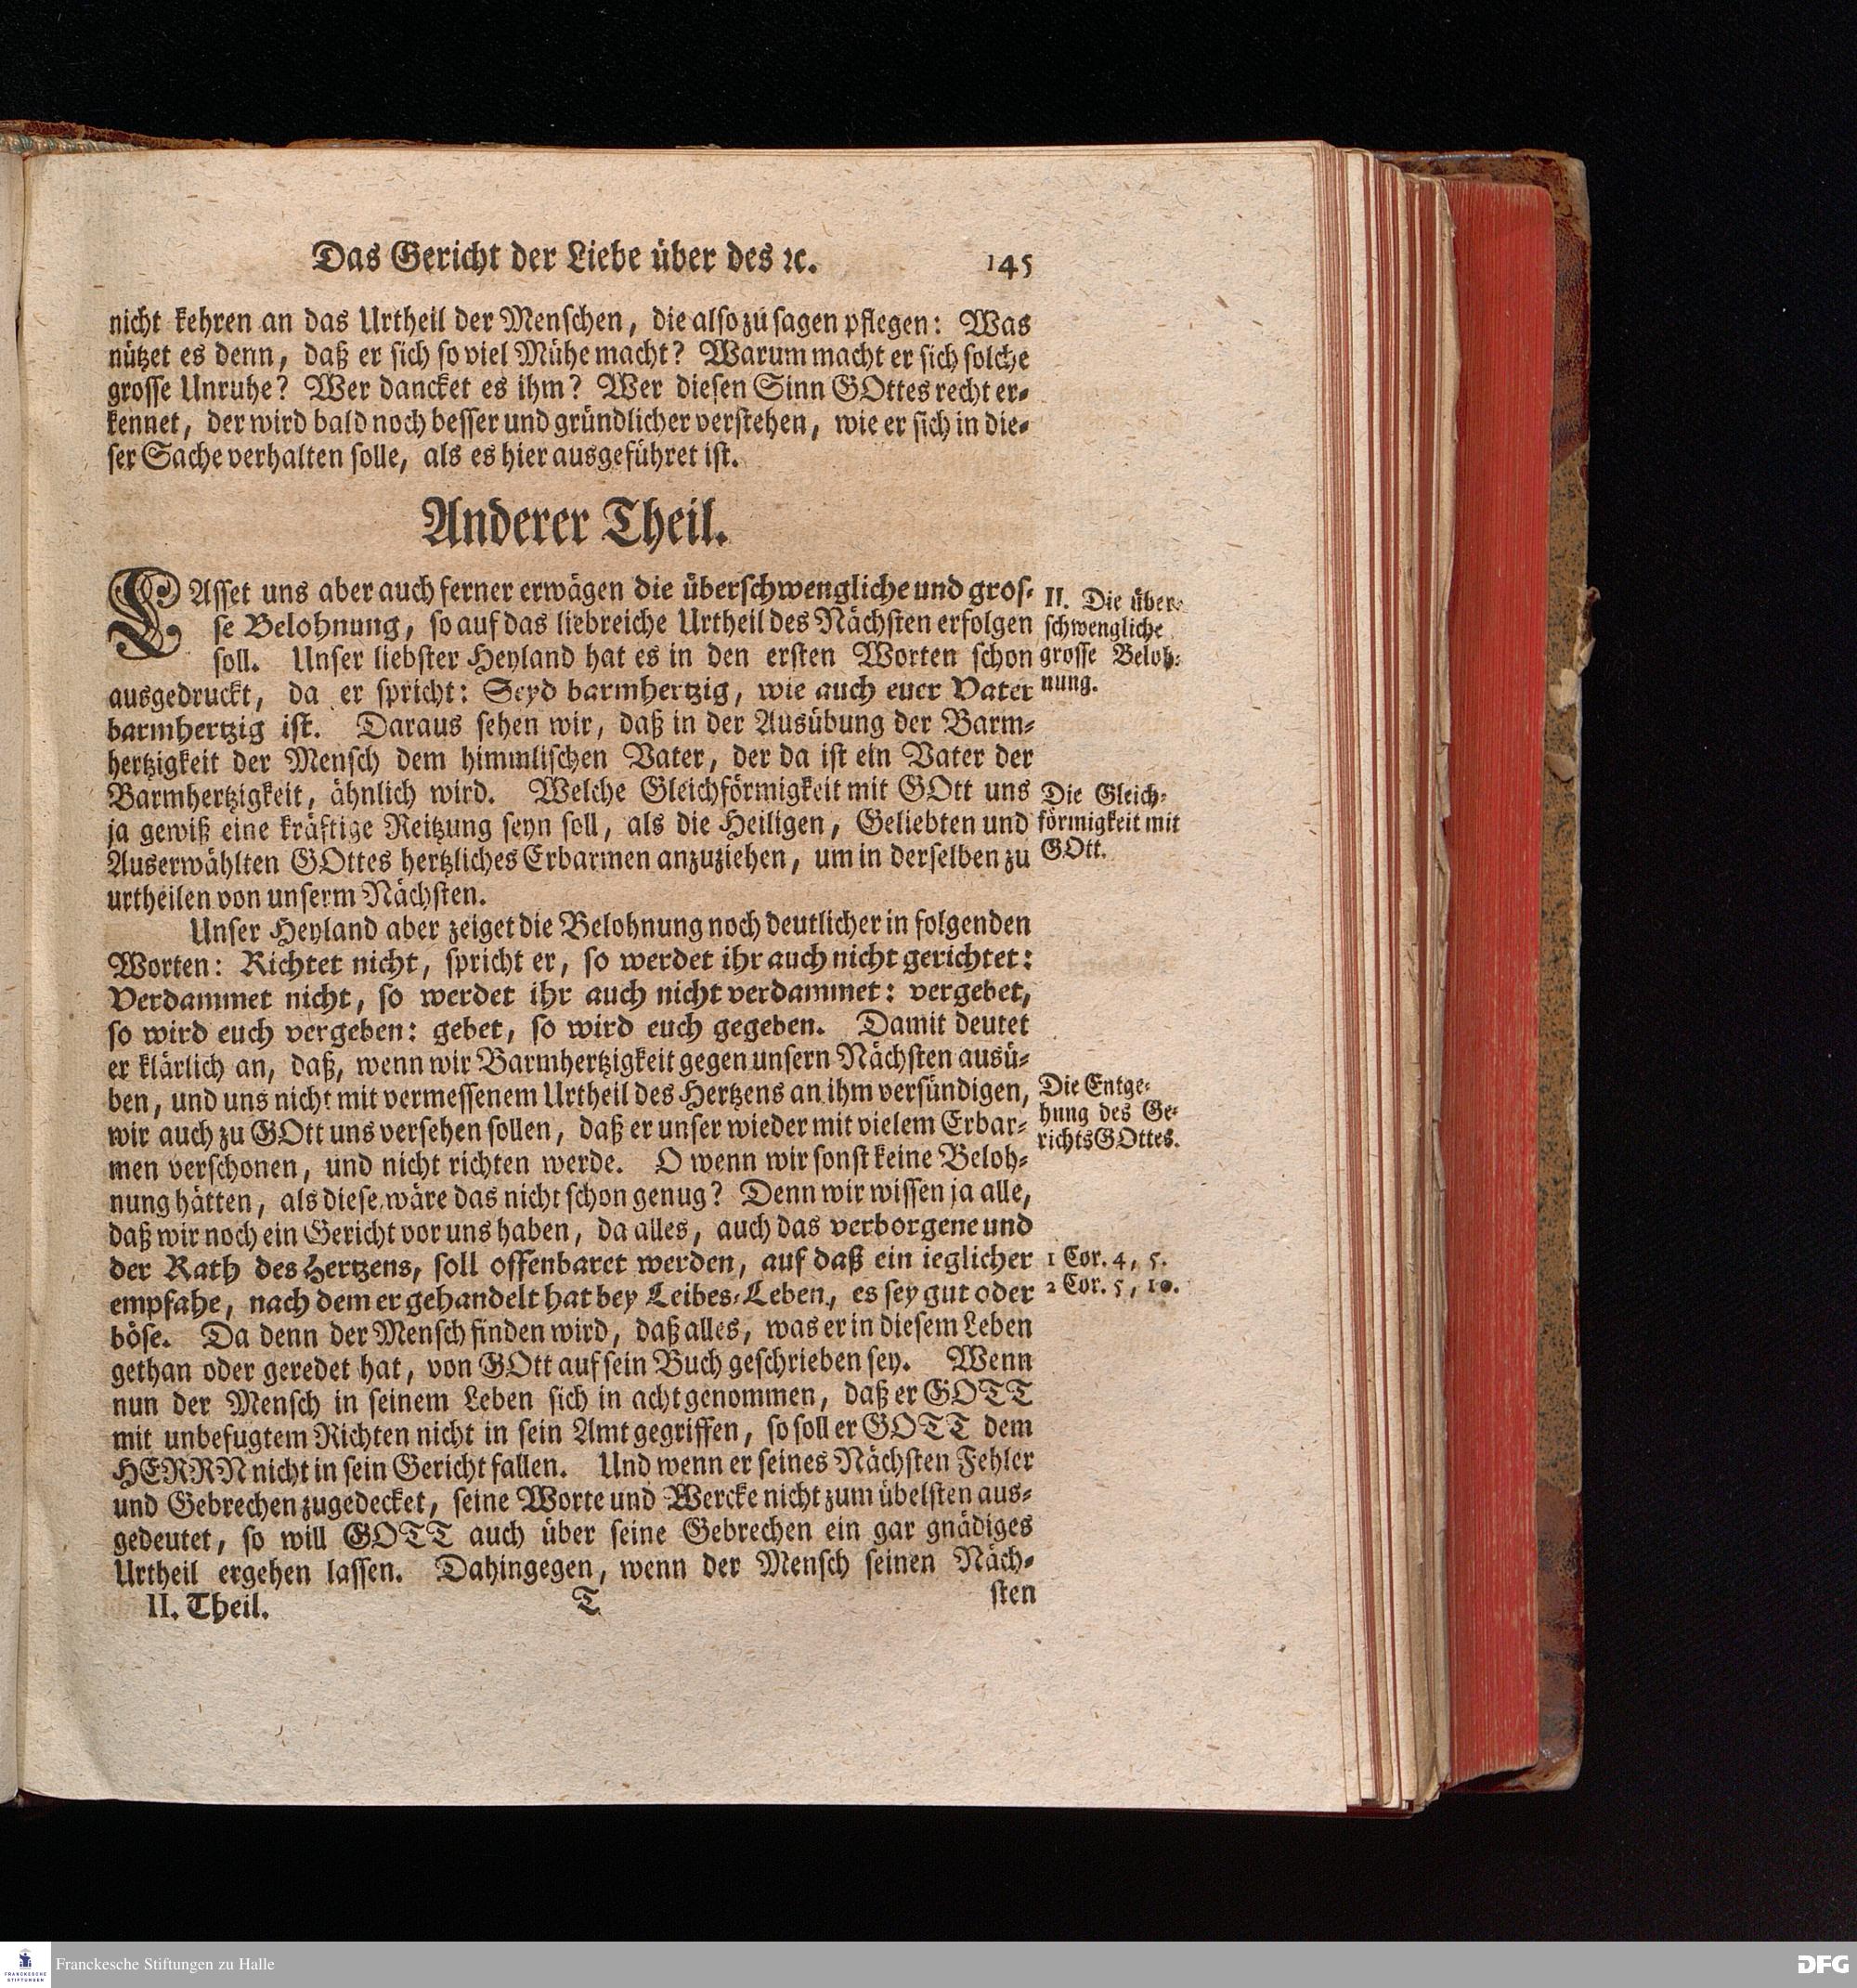 Das Gericht der Liebe über des ꝛc. 145
nicht kehren an das Urtheil der Menschen, die also zu sagen pflegen: Was
nützet es denn, daß er sich so viel Mühe macht? Warum macht er sich solche
grosse Unruhe? Wer dancket es ihm? Wer diesen Sinn GOttes recht er-
kennet, der wird bald noch besser und gründlicher verstehen, wie er sich in die-
ser Sache verhalten solle, als es hier ausgeführet ist.
Anderer Theil.
LAsset uns aber auch ferner erwägen die überschwengliche und gros-
se Belohnung, so auf das liebreiche Urtheil des Nächsten erfolgen
soll. Unser liebster Heyland hat es in den ersten Worten schon
ausgedruckt, da er spricht: Seyd barmhertzig, wie auch euer Vater
barmhertzig ist. Daraus sehen wir, daß in der Ausübung der Barm-
hertzigkeit der Mensch dem himmlischen Vater, der da ist ein Vater der
Barmhertzigkeit, ähnlich wird. Welche Gleichförmigkeit mit GOtt uns
ja gewiß eine kräftige Reitzung seyn soll, als die Heiligen, Geliebten und
Auserwählten GOttes hertzliches Erbarmen anzuziehen, um in derselben zu
urtheilen von unserm Nächsten.
Unser Heyland aber zeiget die Belohnung noch deutlicher in folgenden
Worten: Richtet nicht, spricht er, so werdet ihr auch nicht gerichtet:
Verdammet nicht, so werdet ihr auch nicht verdammet: vergebet,
so wird euch vergeben: gebet, so wird euch gegeben. Damit deutet
er klärlich an, daß, wenn wir Barmhertzigkeit gegen unsern Nächsten ausü-
ben, und uns nicht mit vermessenem Urtheil des Hertzens an ihm versündigen,
wir auch zu GOtt uns versehen sollen, daß er unser wieder mit vielem Erbar-
men verschonen, und nicht richten werde. O wenn wir sonst keine Beloh-
nung hätten, als diese, wäre das nicht schon genug? Denn wir wissen ja alle,
daß wir noch ein Gericht vor uns haben, da alles, auch das verborgene und
der Rath des Hertzens, soll offenbaret werden, auf daß ein ieglicher
empfahe, nach dem er gehandelt hat bey Leibes-Leben, es sey gut oder
böse. Da denn der Mensch finden wird, daß alles, was er in diesem Leben
gethan oder geredet hat, von GOtt auf sein Buch geschrieben sey. Wenn
nun der Mensch in seinem Leben sich in acht genommen, daß er GOTT
mit unbefugtem Richten nicht in sein Amt gegriffen, so soll er GOTT dem
HERRN nicht in sein Gericht fallen. Und wenn er seines Nächsten Fehler
und Gebrechen zugedecket, seine Worte und Wercke nicht zum übelsten aus-
gedeutet, so will GOTT auch über seine Gebrechen ein gar gnädiges
Urtheil ergehen lassen. Dahingegen, wenn der Mensch seinen Näch-
II. Theil. T sten
II. Die über-
schwengliche
grosse Beloh-
nung.
Die Gleich-
förmigkeit mit
GOtt.
Die Entge-
hung des Ge-
richts GOttes.
1 Cor. 4, 5.
2 Cor. 5, 10.
FRANCKESCHE
STIFTUNGEN
Franckesche Stiftungen zu Halle
DFG